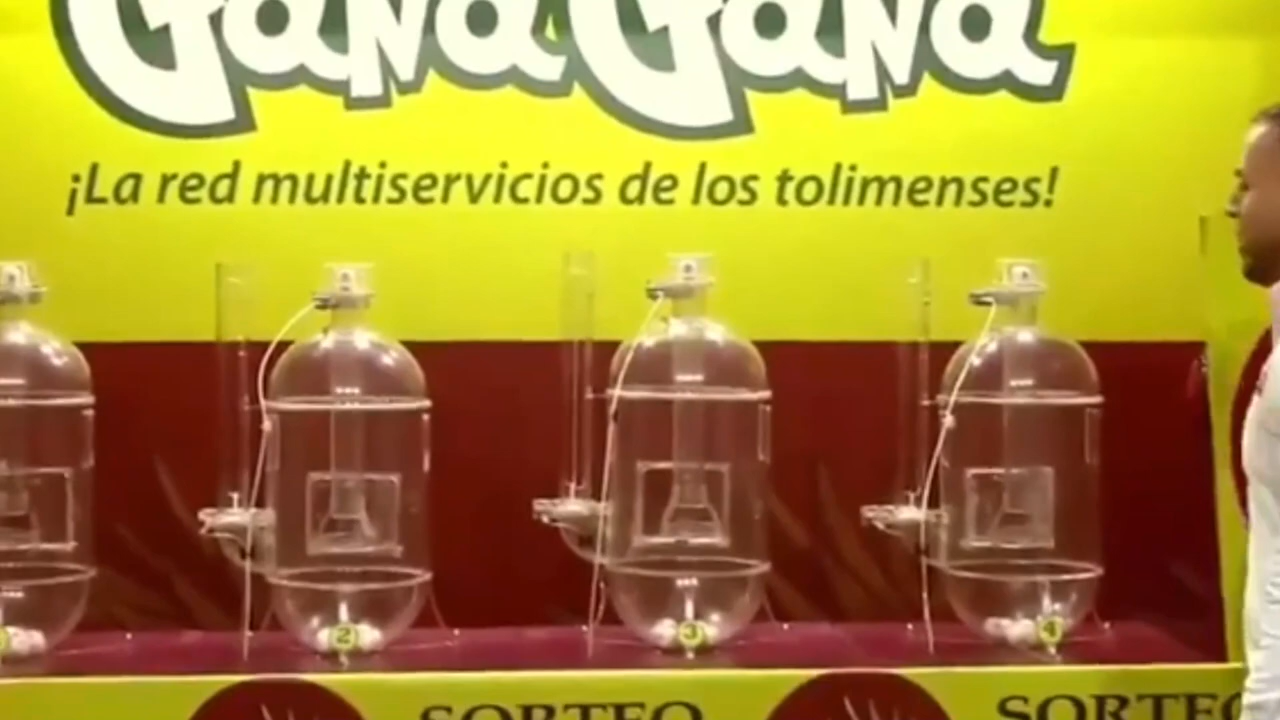 GanaGana
¡La red multiservicios de los tolimenses!
2
3
4
SORTEO
SORTEO